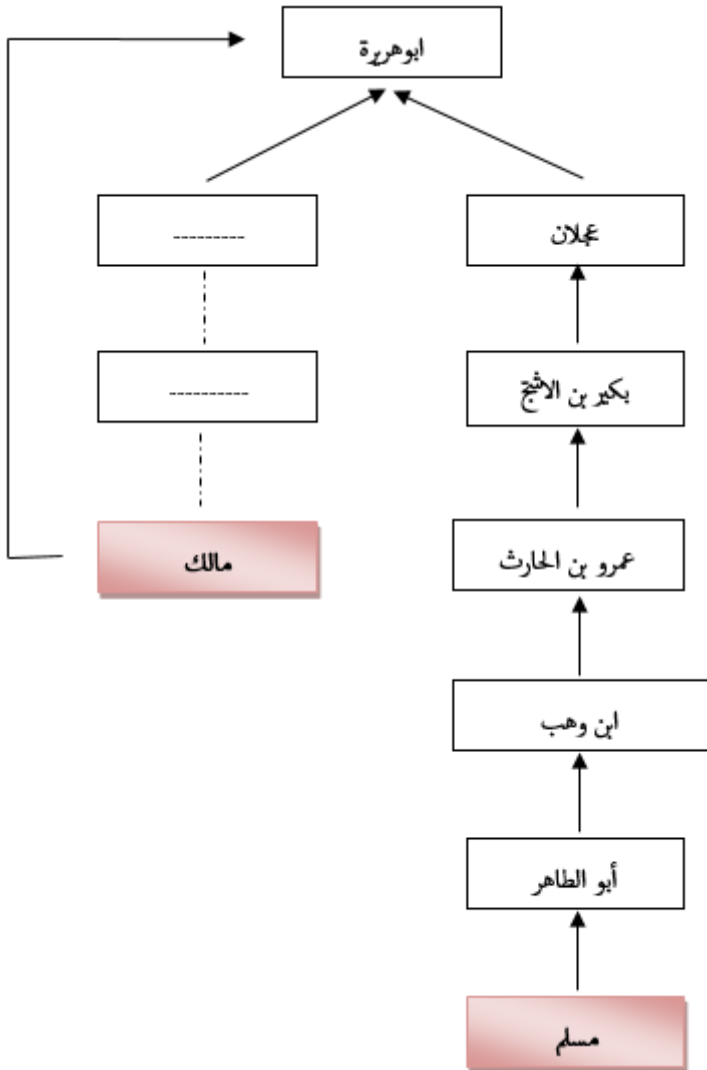 ابوهريرة
---------
عجلان
----------
بكير بن الاشج
مالك
عمرو بن الحارث
ابن وهب
أبو الطاهر
مسلم